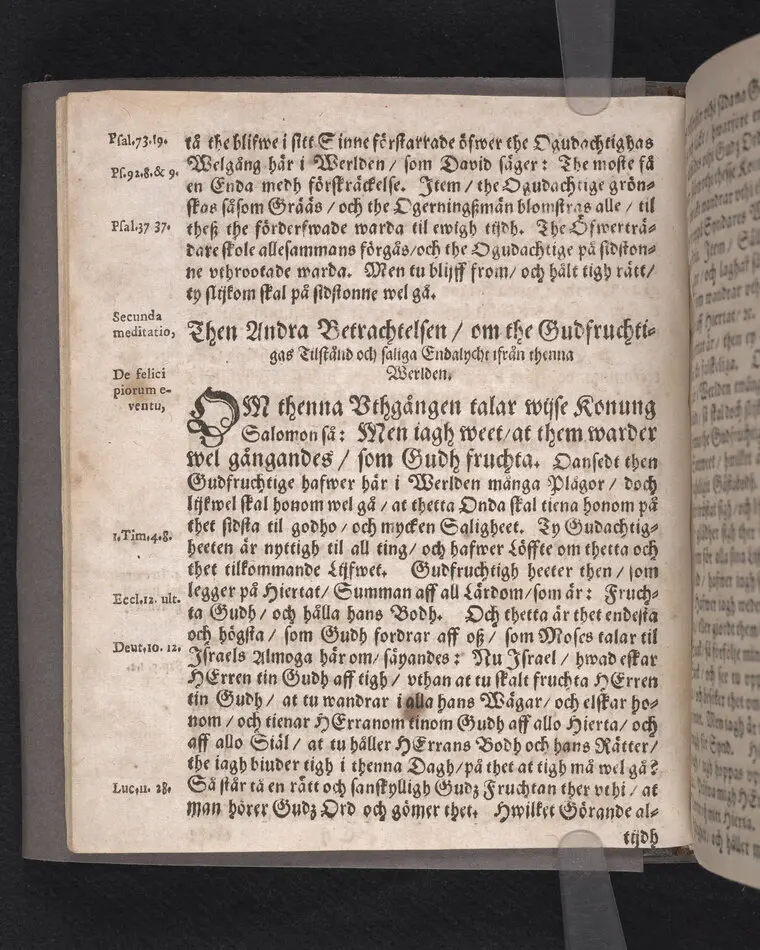 Psal.73.19.
tå the blifwe i sitt Sinne förstarrade öfwer the Ogudachtighas
Ps.92.8.& 9.
Welgång här i Werlden / som David säger: The moste få
en Enda medh förskräckelse. Item / the Ogudachtige grön-
skas såsom Grääs / och the Ogerningßmän blomstras alle / til
Psal.37 37.
theß the förderfwade warda til ewigh tijdh. The Öfwerträ-
dare skole allesammans förgås/och the Ogudachtige på sidston-
ne vthrootade warda. Men tu blijff from/ och hålt tigh rätt/
ty slijkom skal på sidstonne wel gå.
Secunda
meditatio,
Then Andra Betrachtelsen / om the Gudfruchti-
gas Tilstånd och saliga Endalycht ifrån thenna
Werlden.
De felici
piorum e-
ventu,
OM thenna Vthgången talar wijse Konung
Salomon så: Men iagh weet/at them warder
wel gångandes / som Gudh fruchta. Oansedt then
Gudfruchtige hafwer här i Werlden många Plågor / doch
lijkwel skal honom wel gå / at thetta Onda skal tiena honom på
thet sidsta til godho / och mycken Saligheet. Ty Gudachtig-
1.Tim.4.8.
heeten är nyttigh til all ting/ och hafwer Löffte om thetta och
thet tilkommande Lijfwet. Gudfruchtigh heeter then / som
Eccl.12. ult.
legger på Hiertat/ Summan aff all Lärdom/som är: Fruch-
ta Gudh / och hålla hans Bodh. Och thetta är thet endesta
och högsta / som Gudh fordrar aff oß / som Moses talar til
Deut.10. 12.
Israels Almoga här om/ säyandes: Nu Israel / hwad eskar
HErren tin Gudh aff tigh / vthan at tu skalt fruchta HErren
tin Gudh / at tu wandrar i alla hans Wägar/ och elskar ho-
nom / och tienar HErranom tinom Gudh aff allo Hierta/ och
aff allo Siäl / at tu håller HErrans Bodh och hans Rätter/
the iagh biuder tigh i thenna Dagh/på thet at tigh må wel gå?
Luc.11. 28.
Så står tå en rätt och sanskylligh Gudz Fruchtan ther vthi / at
man hörer Gudz Ord och gömer thet. Hwilket Görande al-
tijdh